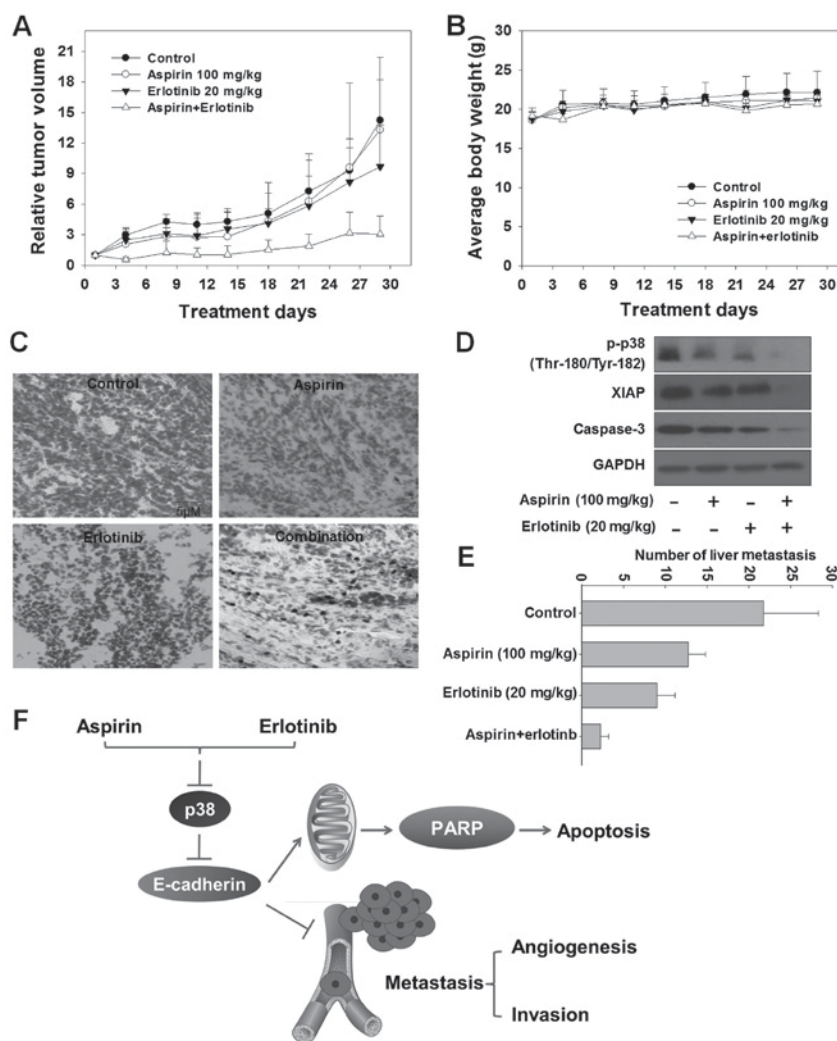 A
Relative tumor volume
21
18
15
12
9
6
3
0
Control
Aspirin 100 mg/kg
Erlotinib 20 mg/kg
Aspirin+Erlotinib
0 3 6 9 12 15 18 21 24 27 30
Treatment days
B
Average body weight (g)
30
25
20
15
10
5
0
Control
Aspirin 100 mg/kg
Erlotinib 20 mg/kg
Aspirin+erlotinib
0 3 6 9 12 15 18 21 24 27 30
Treatment days
C
Control
Aspirin
Erlotinib
Combination
D
p-p38
(Thr-180/Tyr-182)
XIAP
Caspase-3
GAPDH
Aspirin (100 mg/kg) – + – +
Erlotinib (20 mg/kg) – – + +
E
Number of liver metastasis
0 5 10 15 20 25 30
Control
Aspirin (100 mg/kg)
Erlotinib (20 mg/kg)
Aspirin+erlotinb
F
Aspirin Erlotinib
p38
E-cadherin
PARP
Apoptosis
Metastasis
Angiogenesis
Invasion